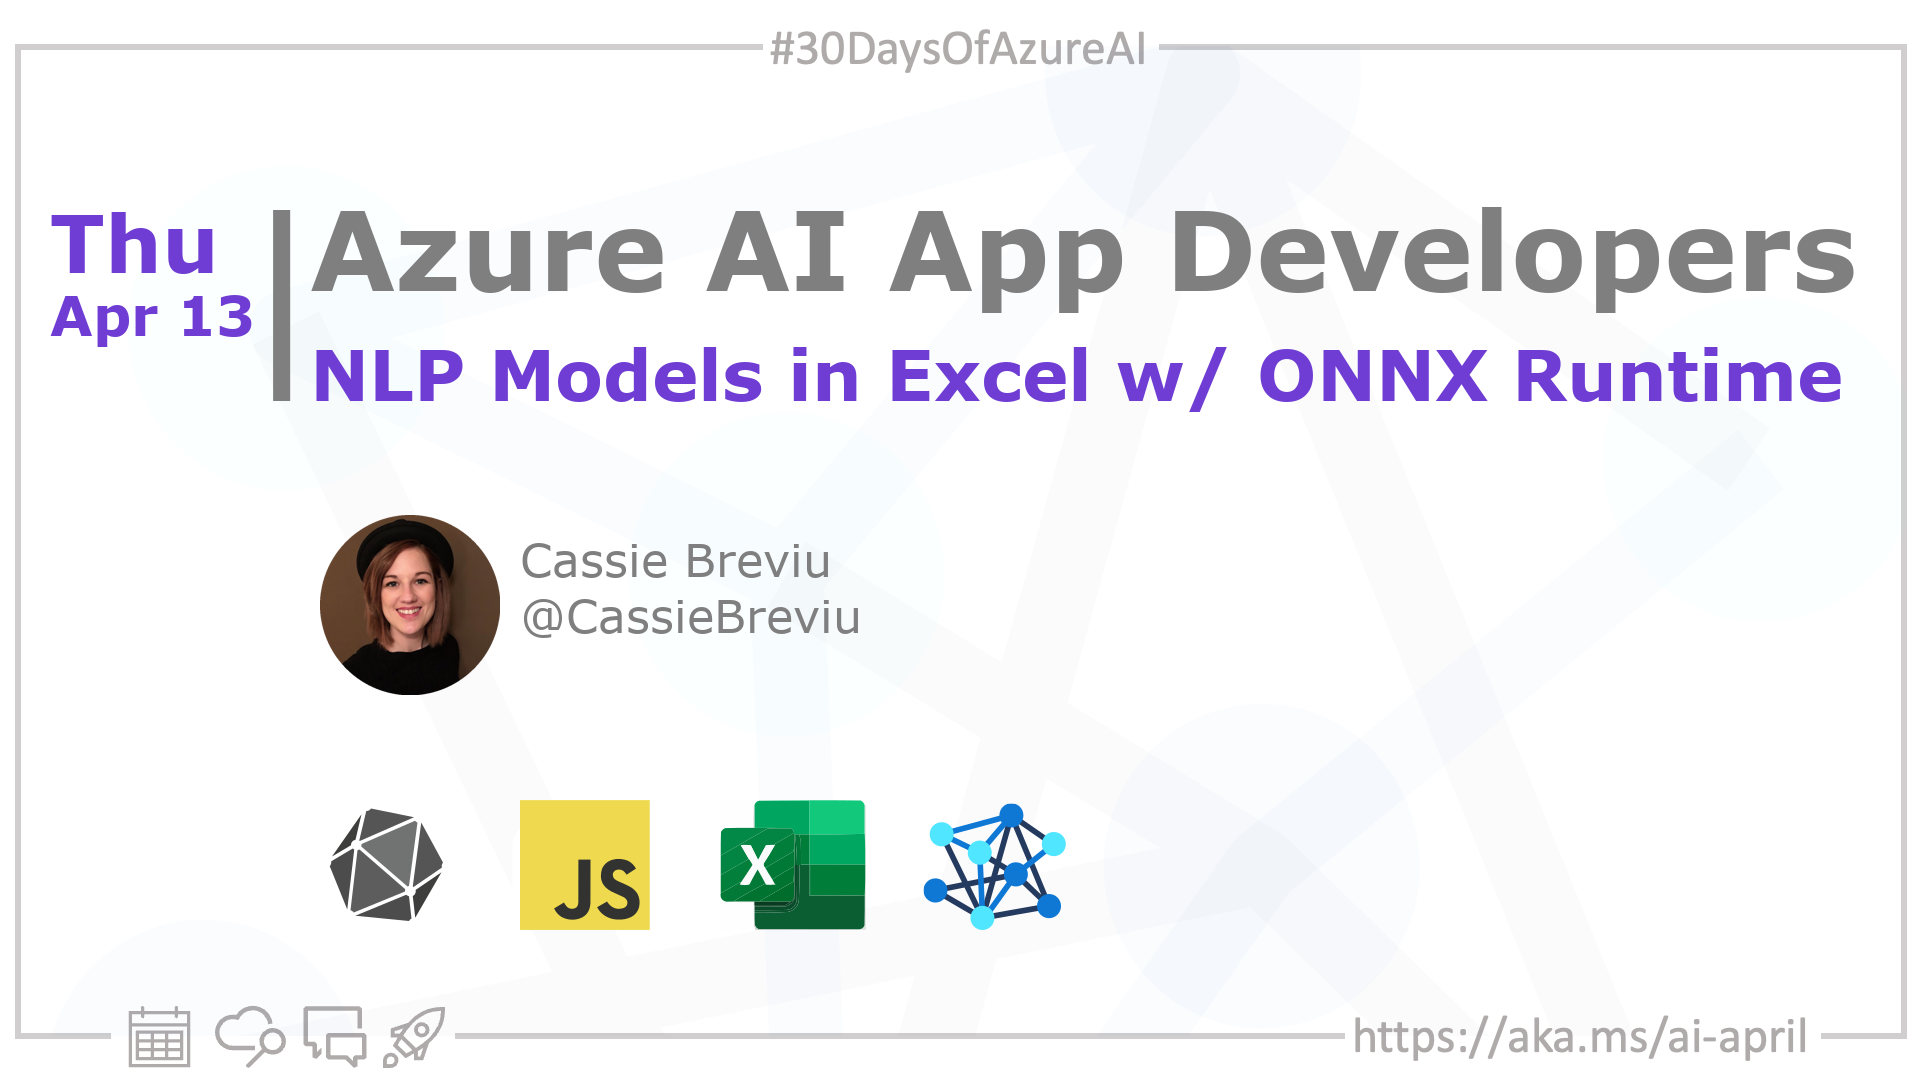 #30DaysOfAzureAI
Thu
Apr 13
Azure AI App Developers
NLP Models in Excel w/ ONNX Runtime
Cassie Breviu
@CassieBreviu
JS
X
https://aka.ms/ai-april